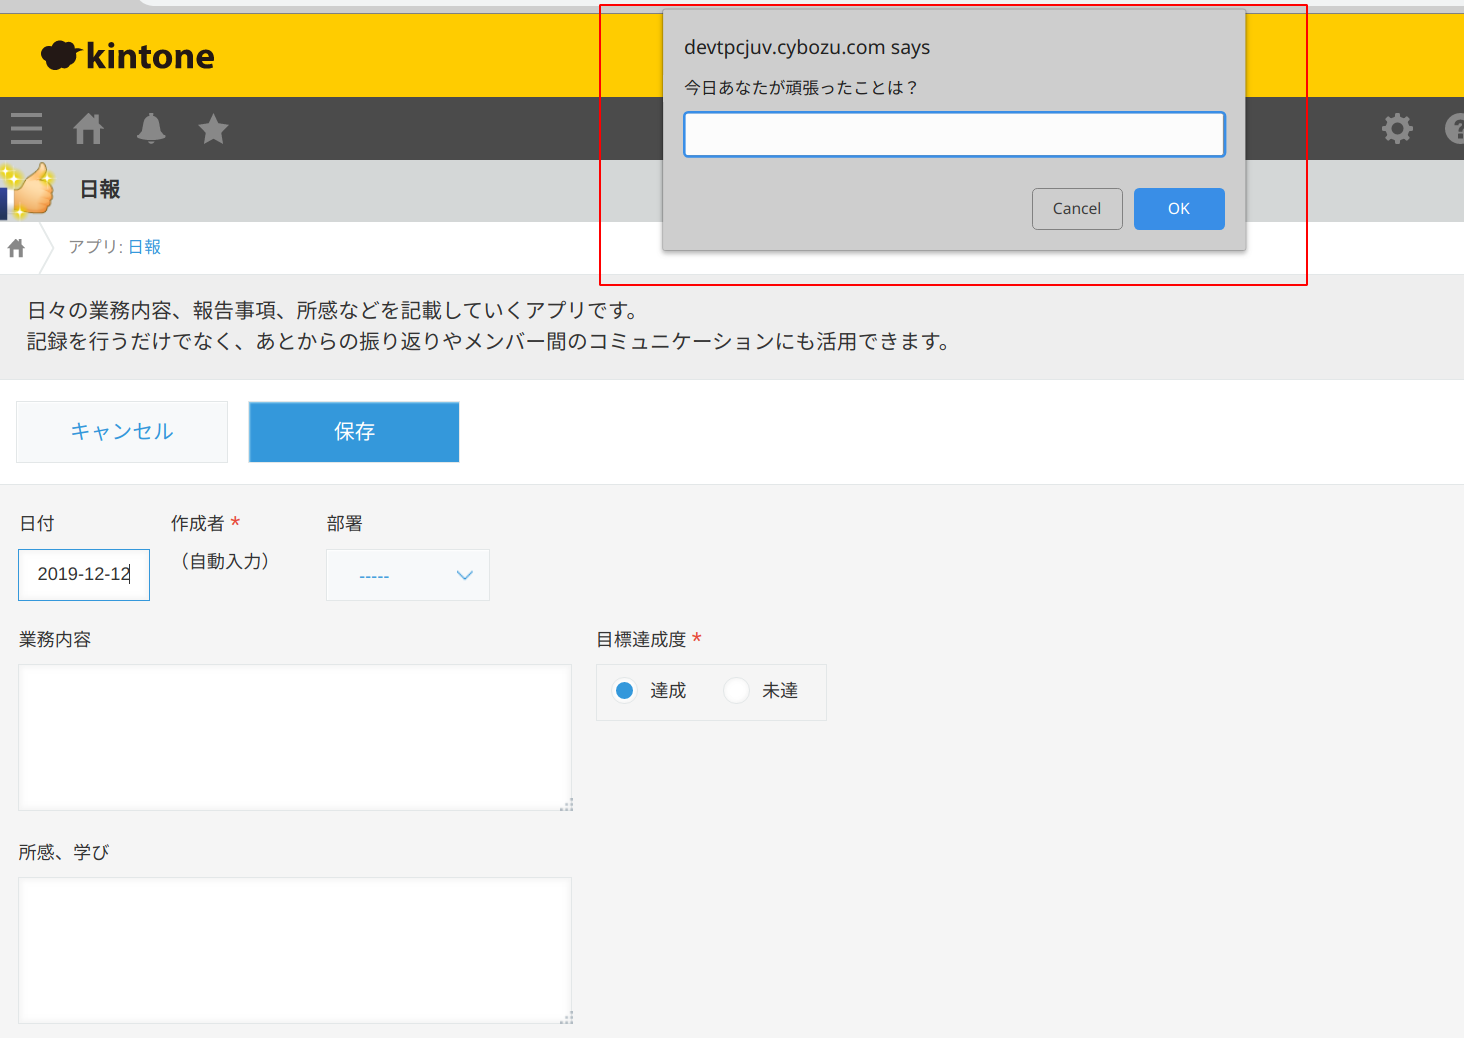 kintone
devtpcjuv.cybozu.com says
今日あなたが頑張ったことは？
Cancel
OK
日報
アプリ: 日報
日々の業務内容、報告事項、所感などを記載していくアプリです。
記録を行うだけでなく、あとからの振り返りやメンバー間のコミュニケーションにも活用できます。
キャンセル
保存
日付
作成者 *
部署
2019-12-12
（自動入力）
-----
業務内容
目標達成度 *
達成
未達
所感、学び